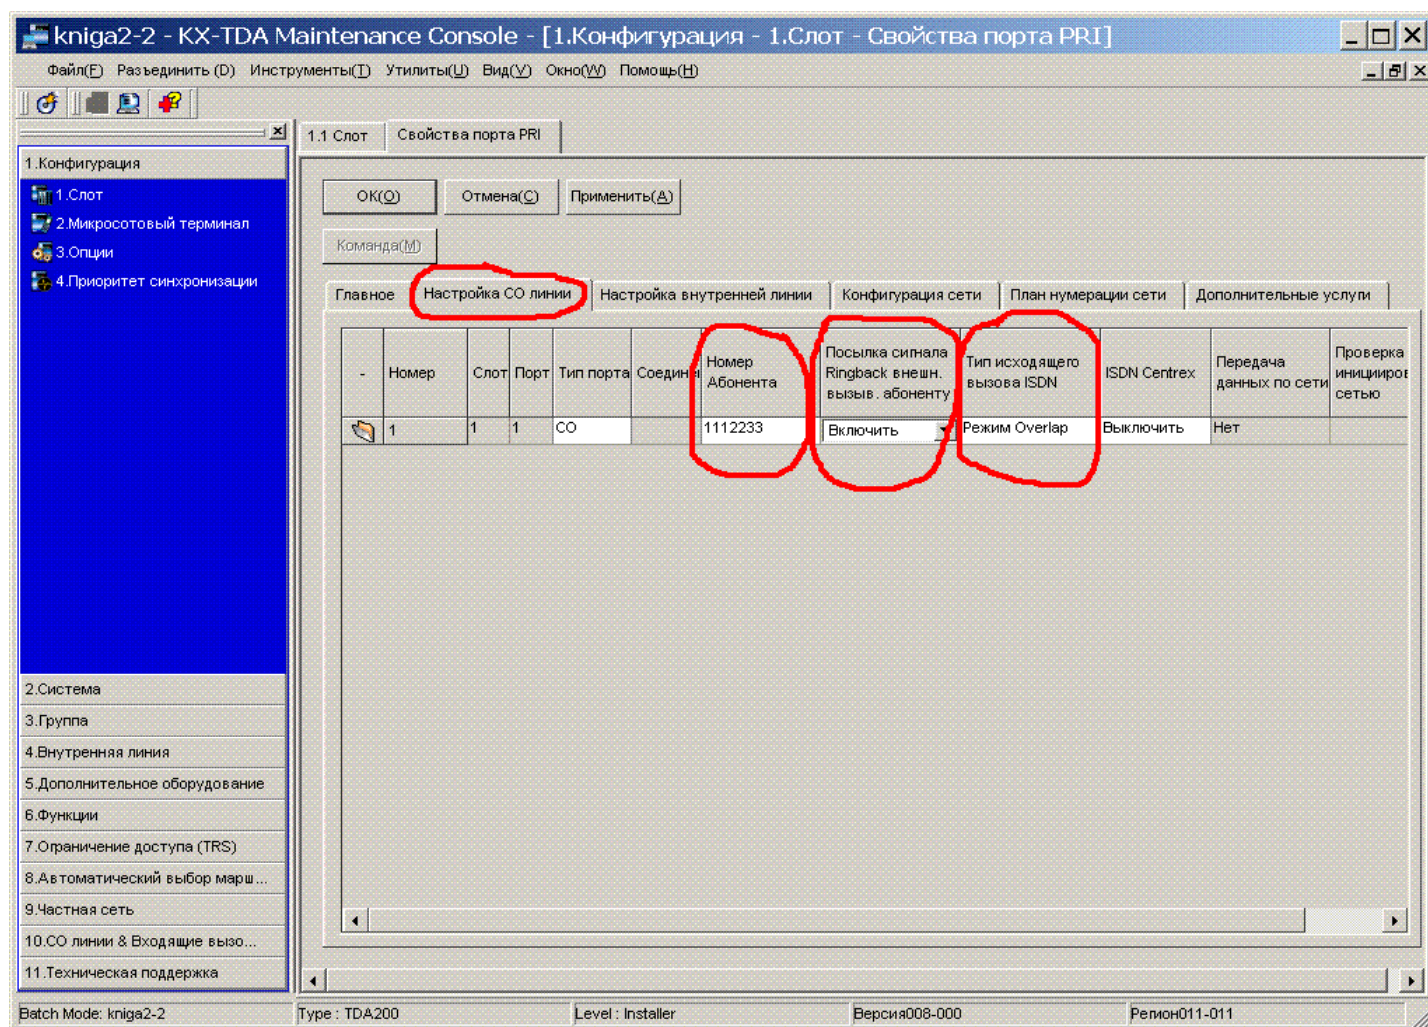 kniga2-2 - KX-TDA Maintenance Console - [1.Конфигурация - 1.Слот - Свойства порта PRI]
Файл(F) Разъединить (D) Инструменты(T) Утилиты(U) Вид(V) Окно(W) Помощь(H)
1.1 Слот Свойства порта PRI
1.Конфигурация
1.Слот
2.Микросотовый терминал
3.Опции
4.Приоритет синхронизации
OK(O) Отмена(C) Применить(A)
Команда(M)
Главное Настройка CO линии Настройка внутренней линии Конфигурация сети План нумерации сети Дополнительные услуги
- Номер Слот Порт Тип порта Соедине
Номер
Абонента
Посылка сигнала
Ringback внешн.
вызыв. абоненту
Тип исходящего
вызова ISDN
ISDN Centrex
Передача
данных по сети
Проверка
иницииров
сетью
1 1 1 CO 1112233 Включить Режим Overlap Выключить Нет
2.Система
3.Группа
4.Внутренняя линия
5.Дополнительное оборудование
6.Функции
7.Ограничение доступа (TRS)
8.Автоматический выбор марш...
9.Частная сеть
10.CO линии & Входящие вызо...
11.Техническая поддержка
Batch Mode: kniga2-2 Type : TDA200 Level : Installer Версия008-000 Регион011-011